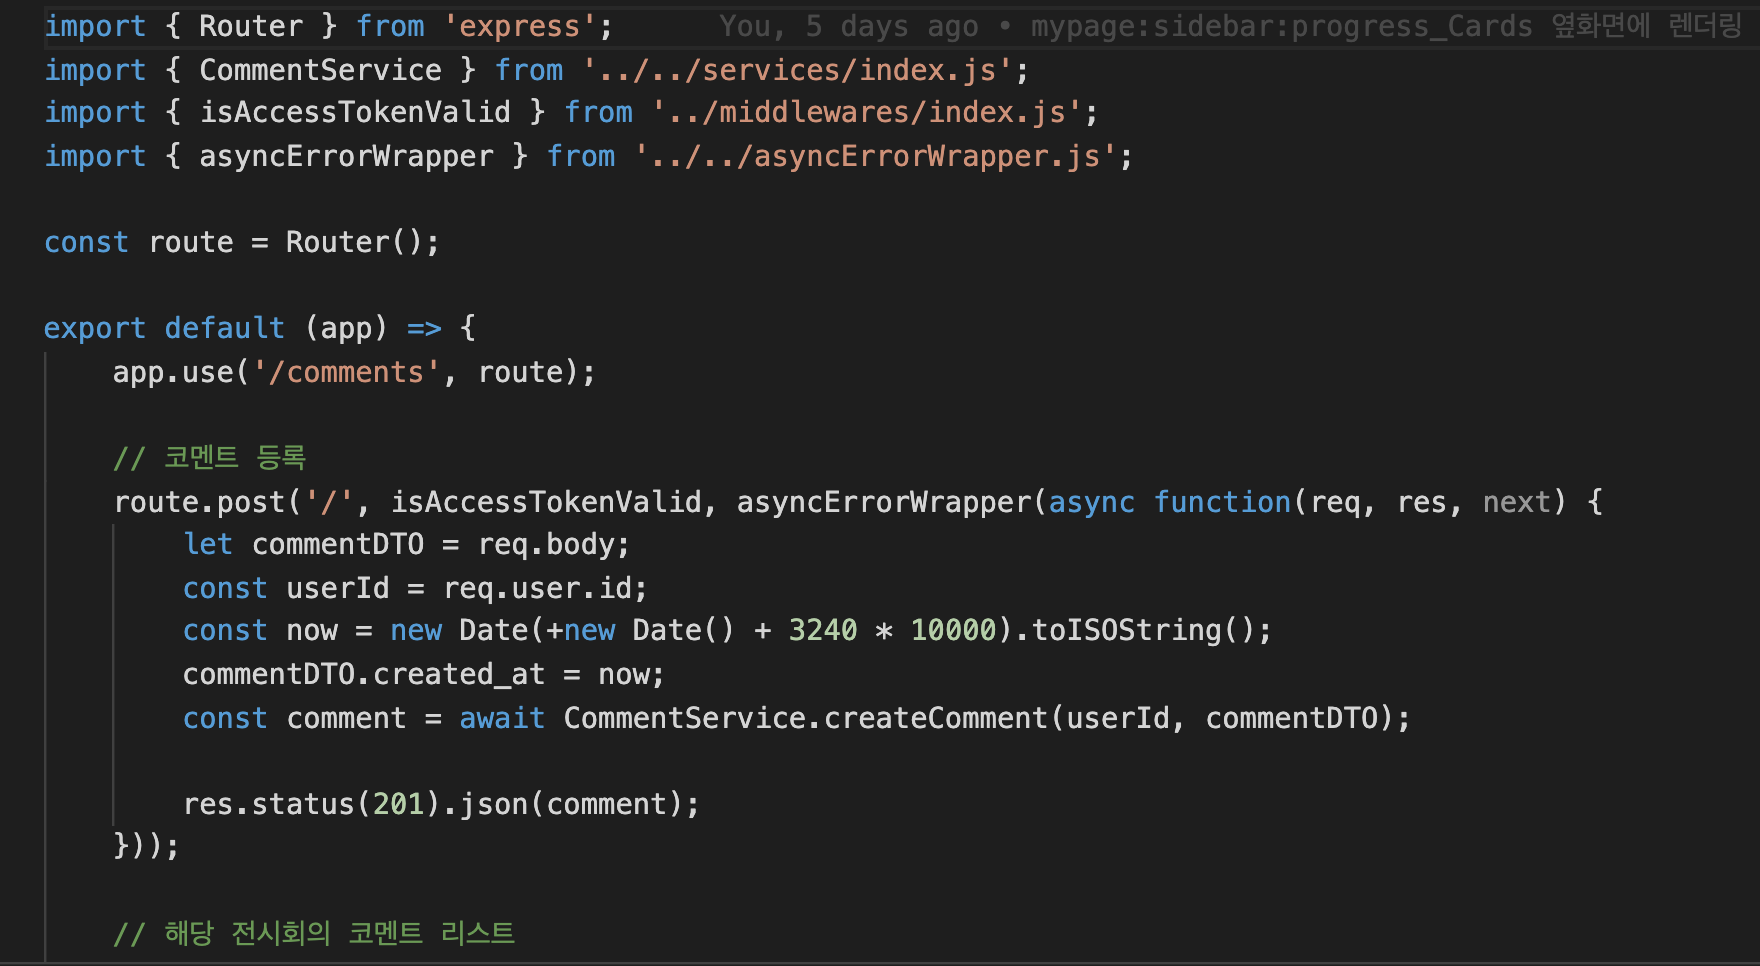 import { Router } from 'express';      You, 5 days ago • mypage:sidebar:progress_Cards 옆화면에 렌더링
import { CommentService } from '../../services/index.js';
import { isAccessTokenValid } from '../middlewares/index.js';
import { asyncErrorWrapper } from '../../asyncErrorWrapper.js';
const route = Router();
export default (app) => {
    app.use('/comments', route);
    // 코멘트 등록
    route.post('/', isAccessTokenValid, asyncErrorWrapper(async function(req, res, next) {
        let commentDTO = req.body;
        const userId = req.user.id;
        const now = new Date(+new Date() + 3240 * 10000).toISOString();
        commentDTO.created_at = now;
        const comment = await CommentService.createComment(userId, commentDTO);
        res.status(201).json(comment);
    }));
    // 해당 전시회의 코멘트 리스트